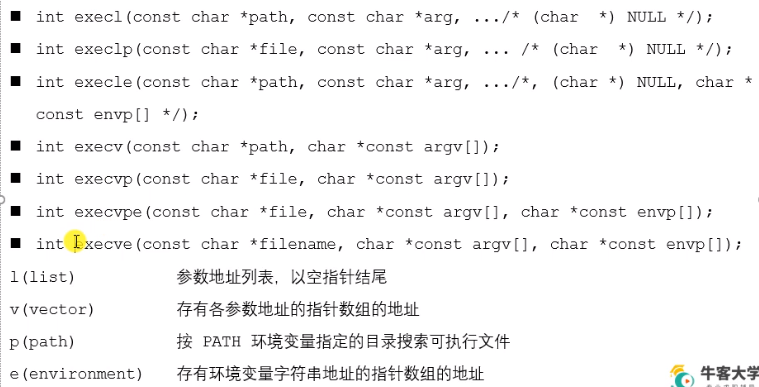 ■ int execl(const char *path, const char *arg, .../* (char  *) NULL */);
■ int execlp(const char *file, const char *arg, ... /* (char  *) NULL */);
■ int execle(const char *path, const char *arg, .../*, (char *) NULL, char *
const envp[] */);
■ int execv(const char *path, char *const argv[]);
■ int execvp(const char *file, char *const argv[]);
■ int execvpe(const char *file, char *const argv[], char *const envp[]);
■ int execve(const char *filename, char *const argv[], char *const envp[]);
l(list) 参数地址列表，以空指针结尾
v(vector) 存有各参数地址的指针数组的地址
p(path) 按 PATH 环境变量指定的目录搜索可执行文件
e(environment) 存有环境变量字符串地址的指针数组的地址
牛客大学